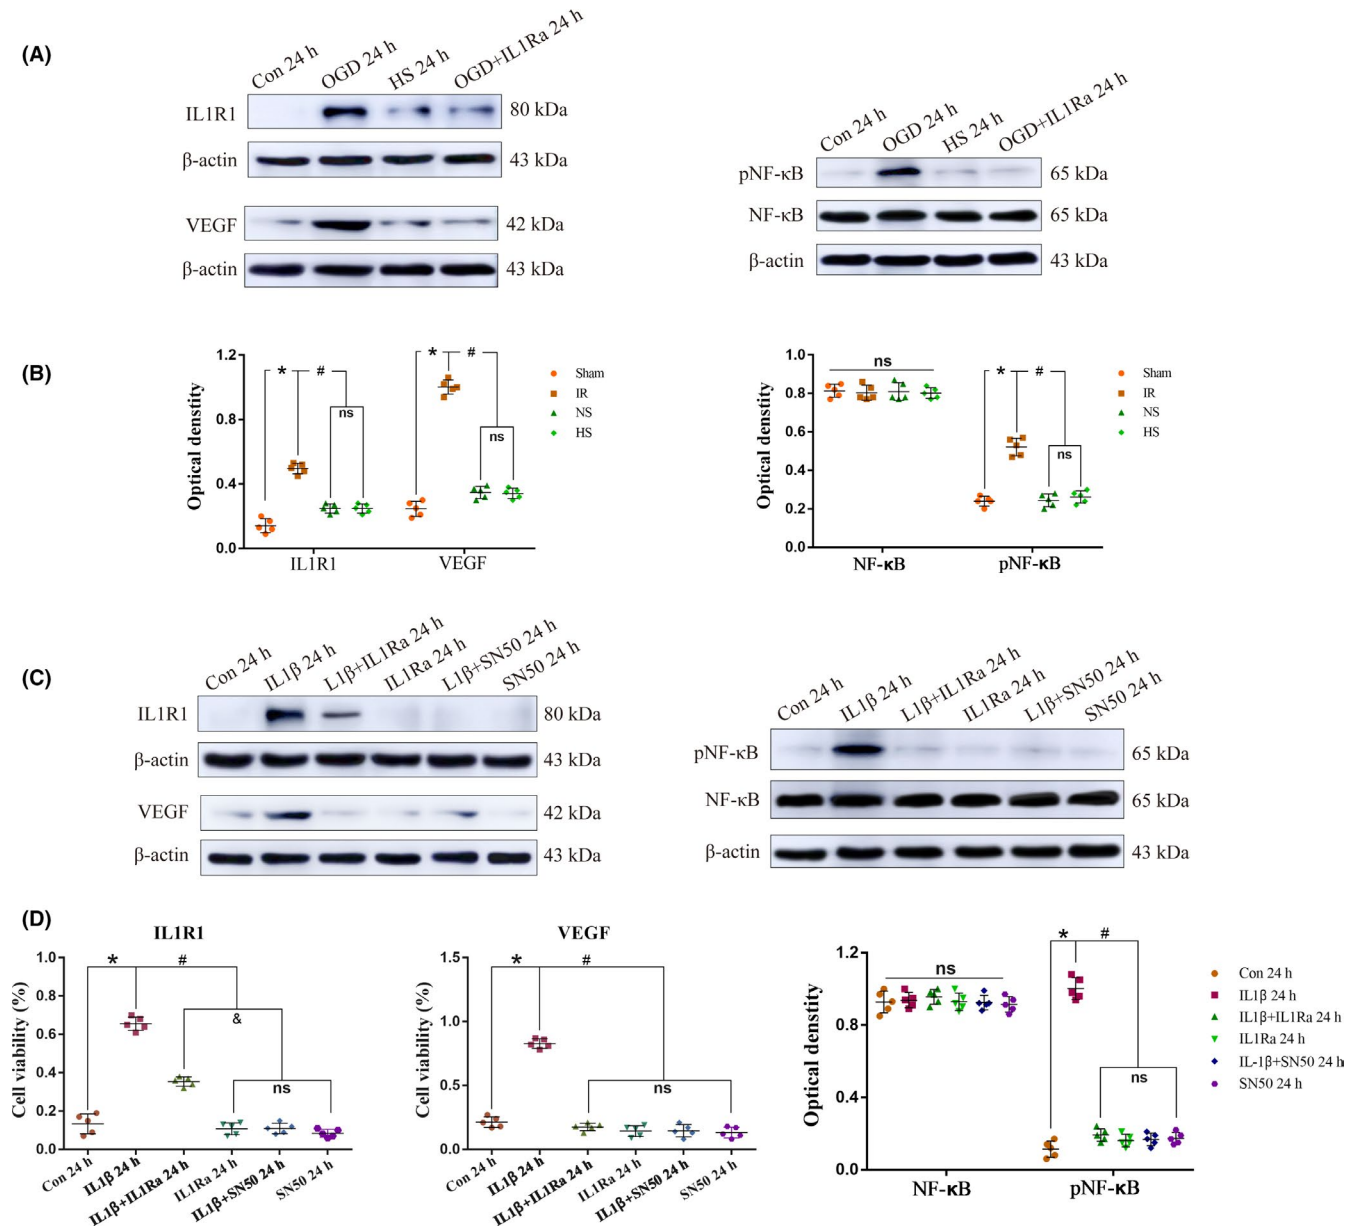 (A)
Con 24 h
OGD 24 h
HS 24 h
OGD+IL1Ra 24 h
IL1R1
80 kDa
β-actin
43 kDa
VEGF
42 kDa
β-actin
43 kDa
Con 24 h
OGD 24 h
HS 24 h
OGD+IL1Ra 24 h
pNF-κB
65 kDa
NF-κB
65 kDa
β-actin
43 kDa
(B)
Optical denstity
1.2
0.8
0.4
0.0
* #
ns
* #
ns
IL1R1
VEGF
Sham
IR
NS
HS
Optical denstity
1.0
0.8
0.6
0.4
0.2
0.0
ns
* #
ns
NF-κB
pNF-κB
Sham
IR
NS
HS
(C)
Con 24 h
IL1β 24 h
L1β+IL1Ra 24 h
IL1Ra 24 h
L1β+SN50 24 h
SN50 24 h
IL1R1
80 kDa
β-actin
43 kDa
VEGF
42 kDa
β-actin
43 kDa
Con 24 h
IL1β 24 h
L1β+IL1Ra 24 h
IL1Ra 24 h
L1β+SN50 24 h
SN50 24 h
pNF-κB
65 kDa
NF-κB
65 kDa
β-actin
43 kDa
(D)
IL1R1
Cell viability (%)
1.0
0.8
0.6
0.4
0.2
0.0
* #
&
ns
Con 24 h
IL1β 24 h
IL1β+IL1Ra 24 h
IL1Ra 24 h
IL1β+SN50 24 h
SN50 24 h
VEGF
Cell viability (%)
1.5
1.0
0.5
0.0
* #
ns
Con 24 h
IL1β 24 h
IL1β+IL1Ra 24 h
IL1Ra 24 h
IL1β+SN50 24 h
SN50 24 h
Optical denstity
1.2
0.8
0.4
0.0
ns
* #
ns
NF-κB
pNF-κB
Con 24 h
IL1β 24 h
IL1β+IL1Ra 24 h
IL1Ra 24 h
IL-1β+SN50 24 h
SN50 24 h